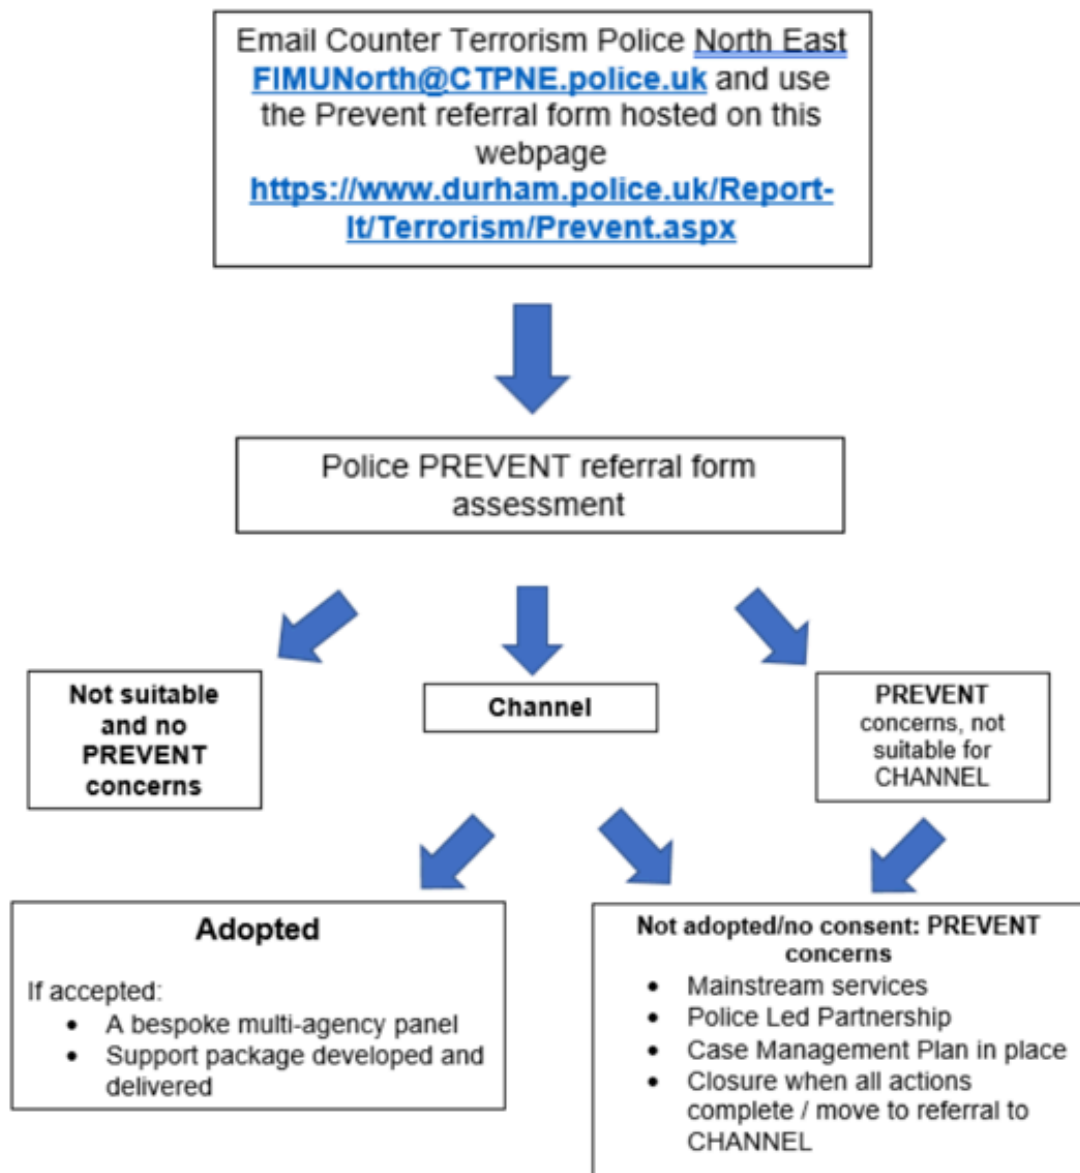 Email Counter Terrorism Police North East
FIMUNorth@CTPNE.police.uk and use
the Prevent referral form hosted on this
webpage
https://www.durham.police.uk/Report-
It/Terrorism/Prevent.aspx
Police PREVENT referral form
assessment
Not suitable
and no
PREVENT
concerns
Channel
PREVENT
concerns, not
suitable for
CHANNEL
Adopted
If accepted:
• A bespoke multi-agency panel
• Support package developed and
delivered
Not adopted/no consent: PREVENT
concerns
• Mainstream services
• Police Led Partnership
• Case Management Plan in place
• Closure when all actions
complete / move to referral to
CHANNEL